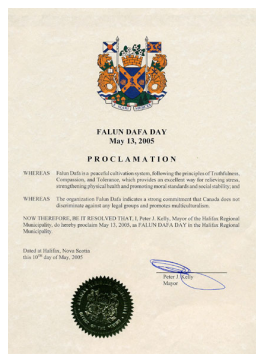 FALUN DAFA DAY
May 13, 2005
PROCLAMATION
WHEREAS Falun Dafa is a peaceful cultivation system, following the principles of Truthfulness,
Compassion, and Tolerance, which provides an excellent way for relieving stress,
strengthening physical health and promoting moral standards and social stability; and
WHEREAS The organization Falun Dafa indicates a strong commitment that Canada does not
discriminate against any legal groups and promotes multiculturalism.
NOW THEREFORE, BE IT RESOLVED THAT, I, Peter J. Kelly, Mayor of the Halifax Regional
Municipality, do hereby proclaim May 13, 2005, as FALUN DAFA DAY in the Halifax Regional
Municipality.
Dated at Halifax, Nova Scotia
this 10TH day of May, 2005
Peter J. Kelly
Mayor